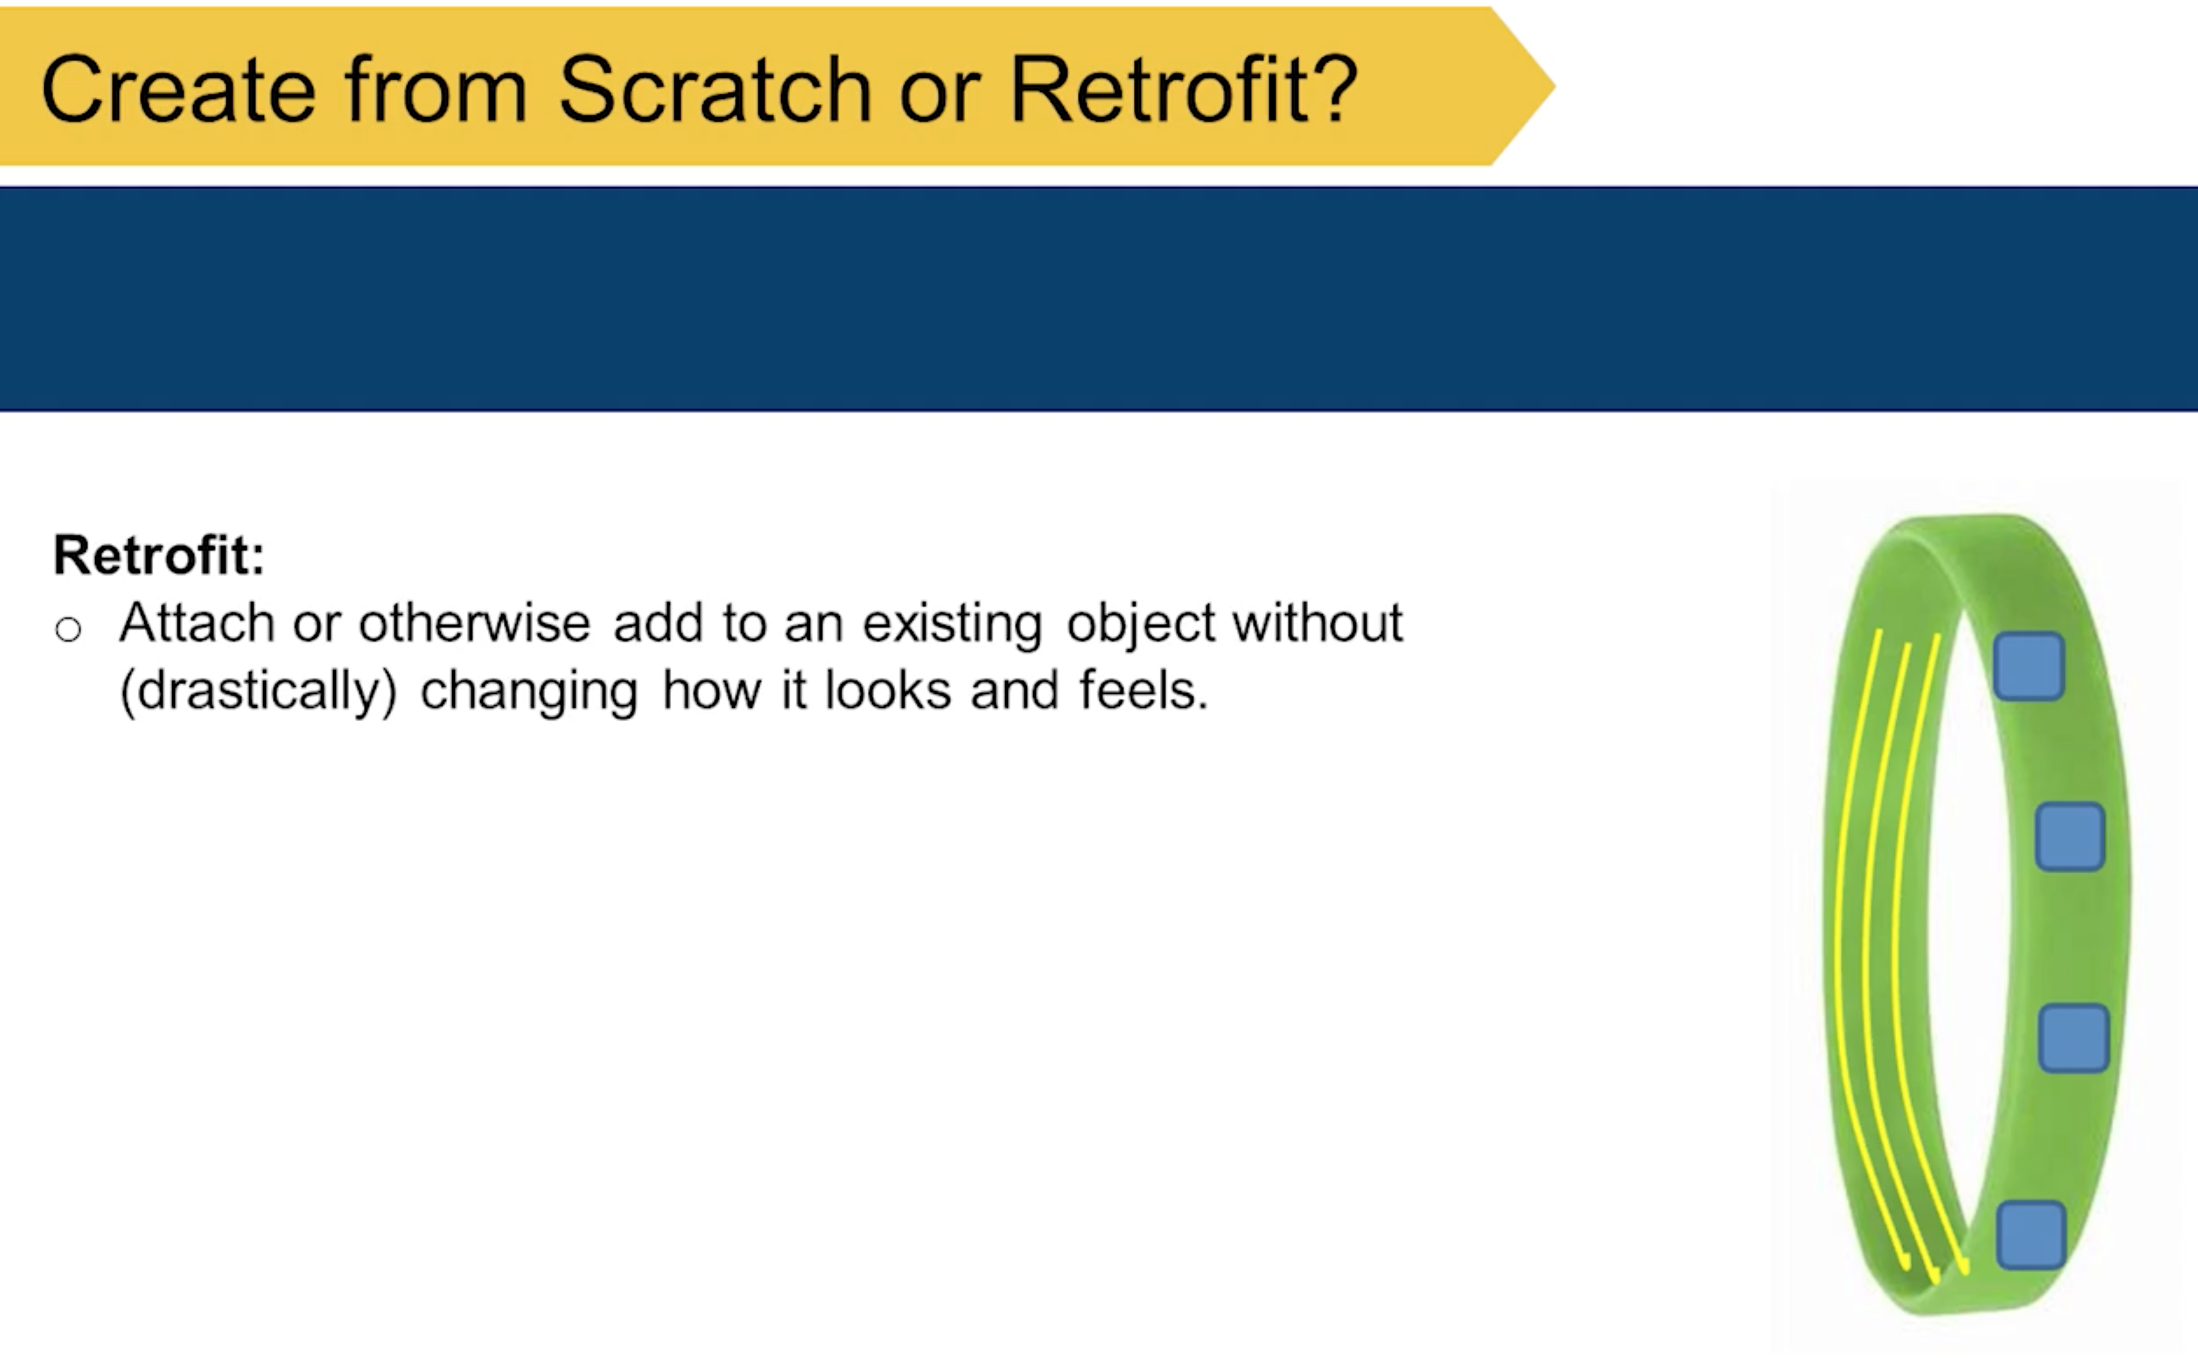 Create from Scratch or Retrofit?
Retrofit:
○ Attach or otherwise add to an existing object without
(drastically) changing how it looks and feels.